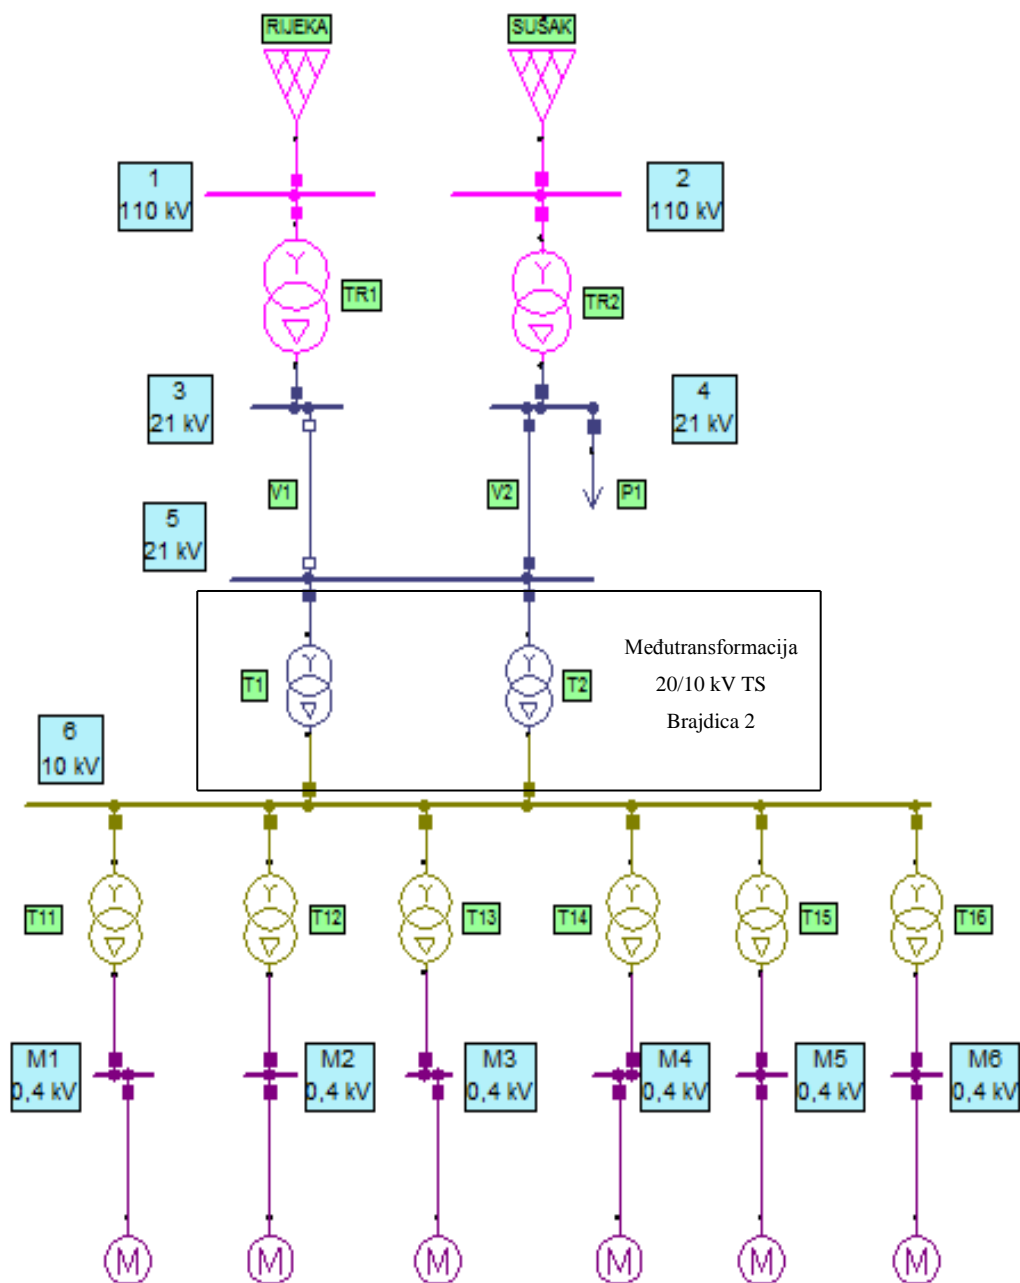 RIJEKA
SUŠAK
1
110 kV
2
110 kV
Y
TR1
Y
TR2
3
21 kV
4
21 kV
V1
V2
P1
5
21 kV
Međutransformacija
20/10 kV TS
Brajdica 2
T1
Y
T2
Y
6
10 kV
T11
Y
T12
Y
T13
Y
T14
Y
T15
Y
T16
Y
M1
0,4 kV
M2
0,4 kV
M3
0,4 kV
M4
0,4 kV
M5
0,4 kV
M6
0,4 kV
M
M
M
M
M
M